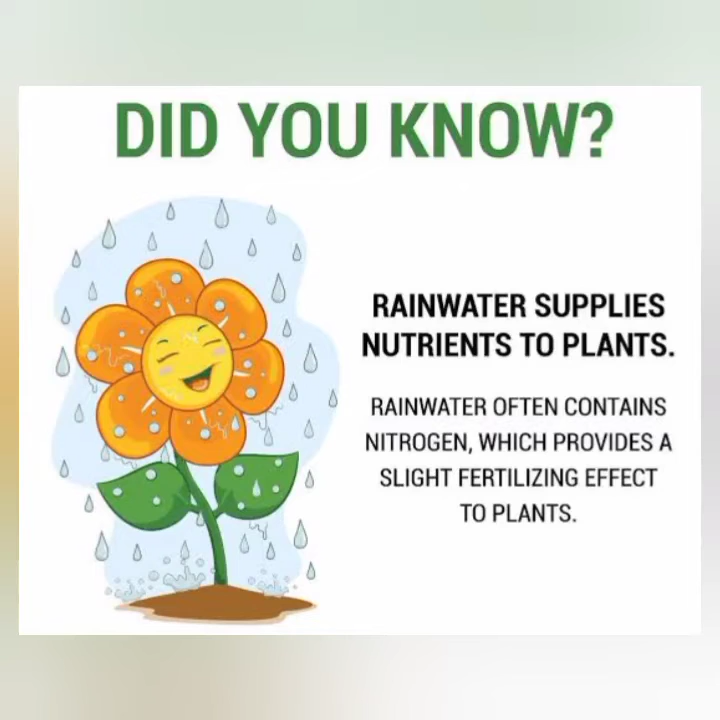 DID YOU KNOW?
RAINWATER SUPPLIES
NUTRIENTS TO PLANTS.
RAINWATER OFTEN CONTAINS
NITROGEN, WHICH PROVIDES A
SLIGHT FERTILIZING EFFECT
TO PLANTS.